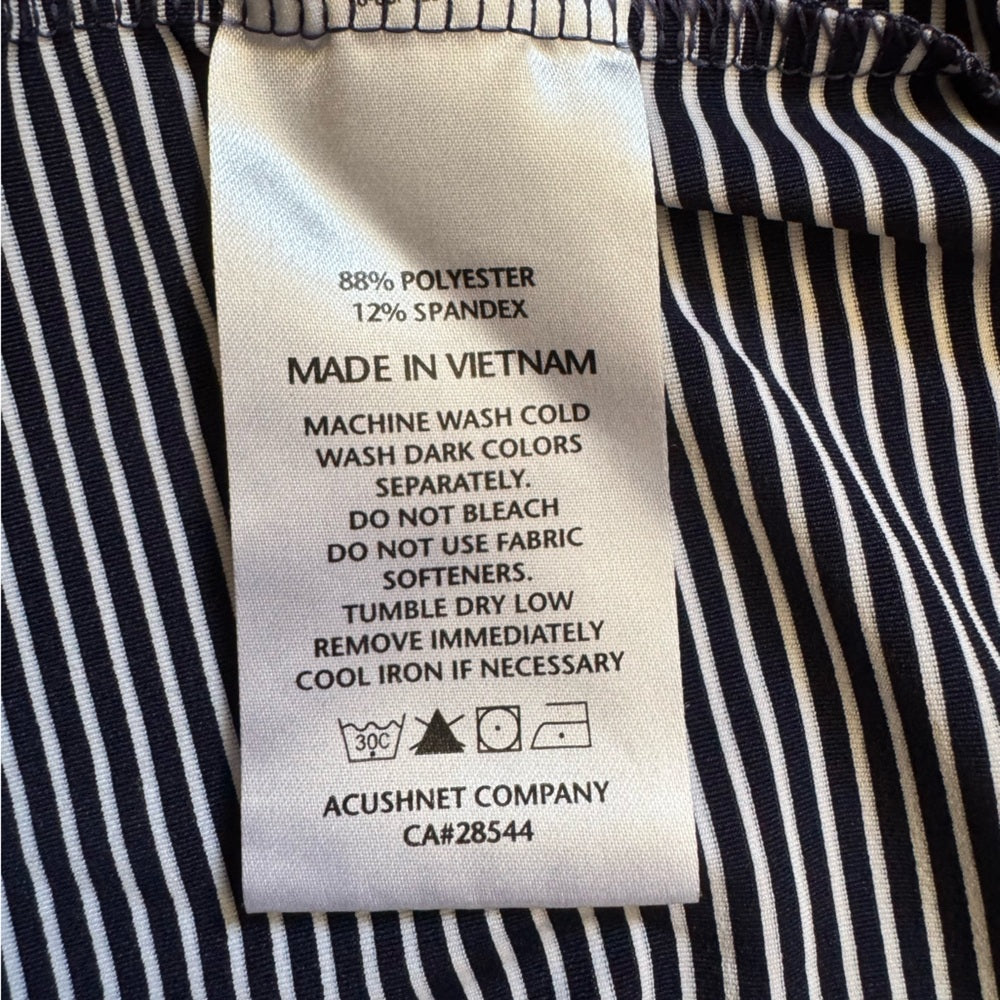 88% POLYESTER
12% SPANDEX
MADE IN VIETNAM
MACHINE WASH COLD
WASH DARK COLORS
SEPARATELY.
DO NOT BLEACH
DO NOT USE FABRIC
SOFTENERS.
TUMBLE DRY LOW
REMOVE IMMEDIATELY
COOL IRON IF NECESSARY
30C
ACUSHNET COMPANY
CA#28544